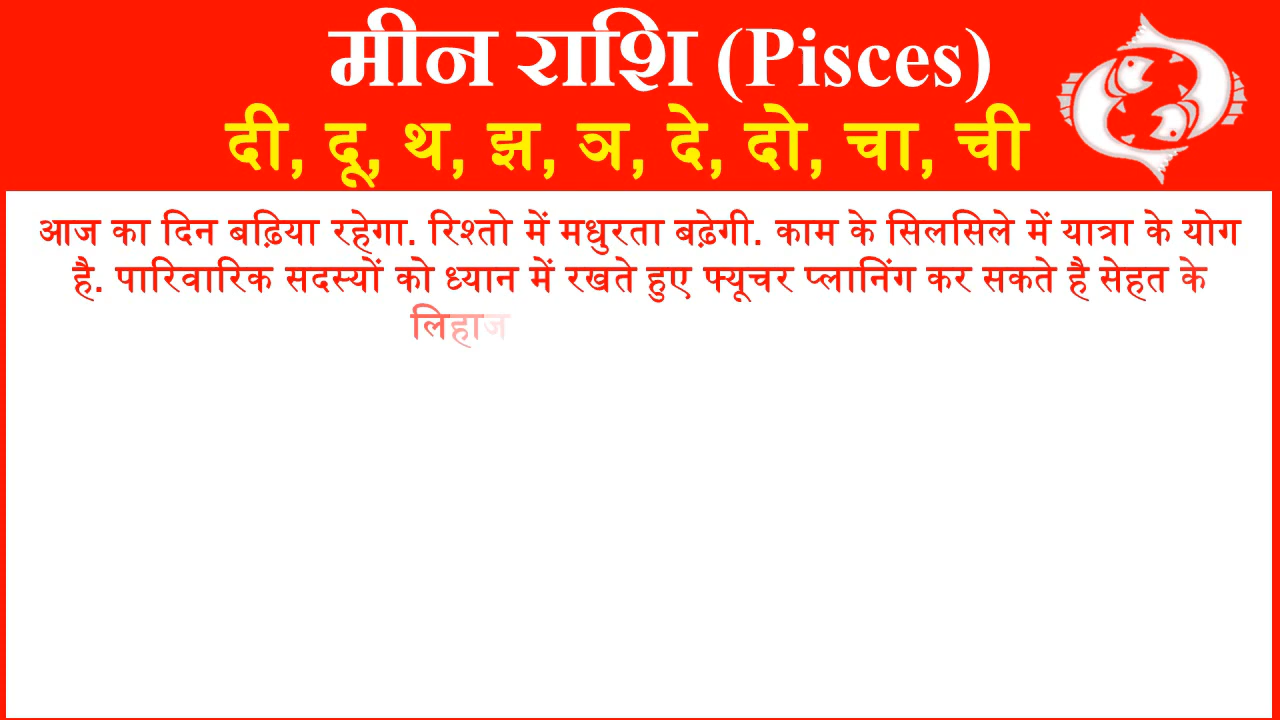 मीन राशि (Pisces)
दी, दू, थ, झ, ञ, दे, दो, चा, ची
आज का दिन बढ़िया रहेगा. रिश्तो में मधुरता बढ़ेगी. काम के सिलसिले में यात्रा के योग
है. पारिवारिक सदस्यों को ध्यान में रखते हुए फ्यूचर प्लानिंग कर सकते है सेहत के
लिहाज